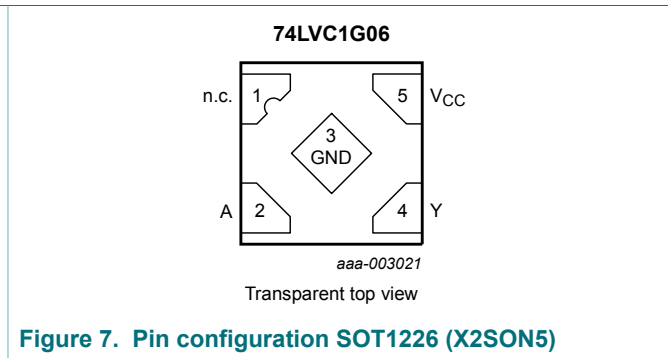 74LVC1G06
n.c.
1
5
VCC
3
GND
A
2
4
Y
aaa-003021
Transparent top view
Figure 7. Pin configuration SOT1226 (X2SON5)